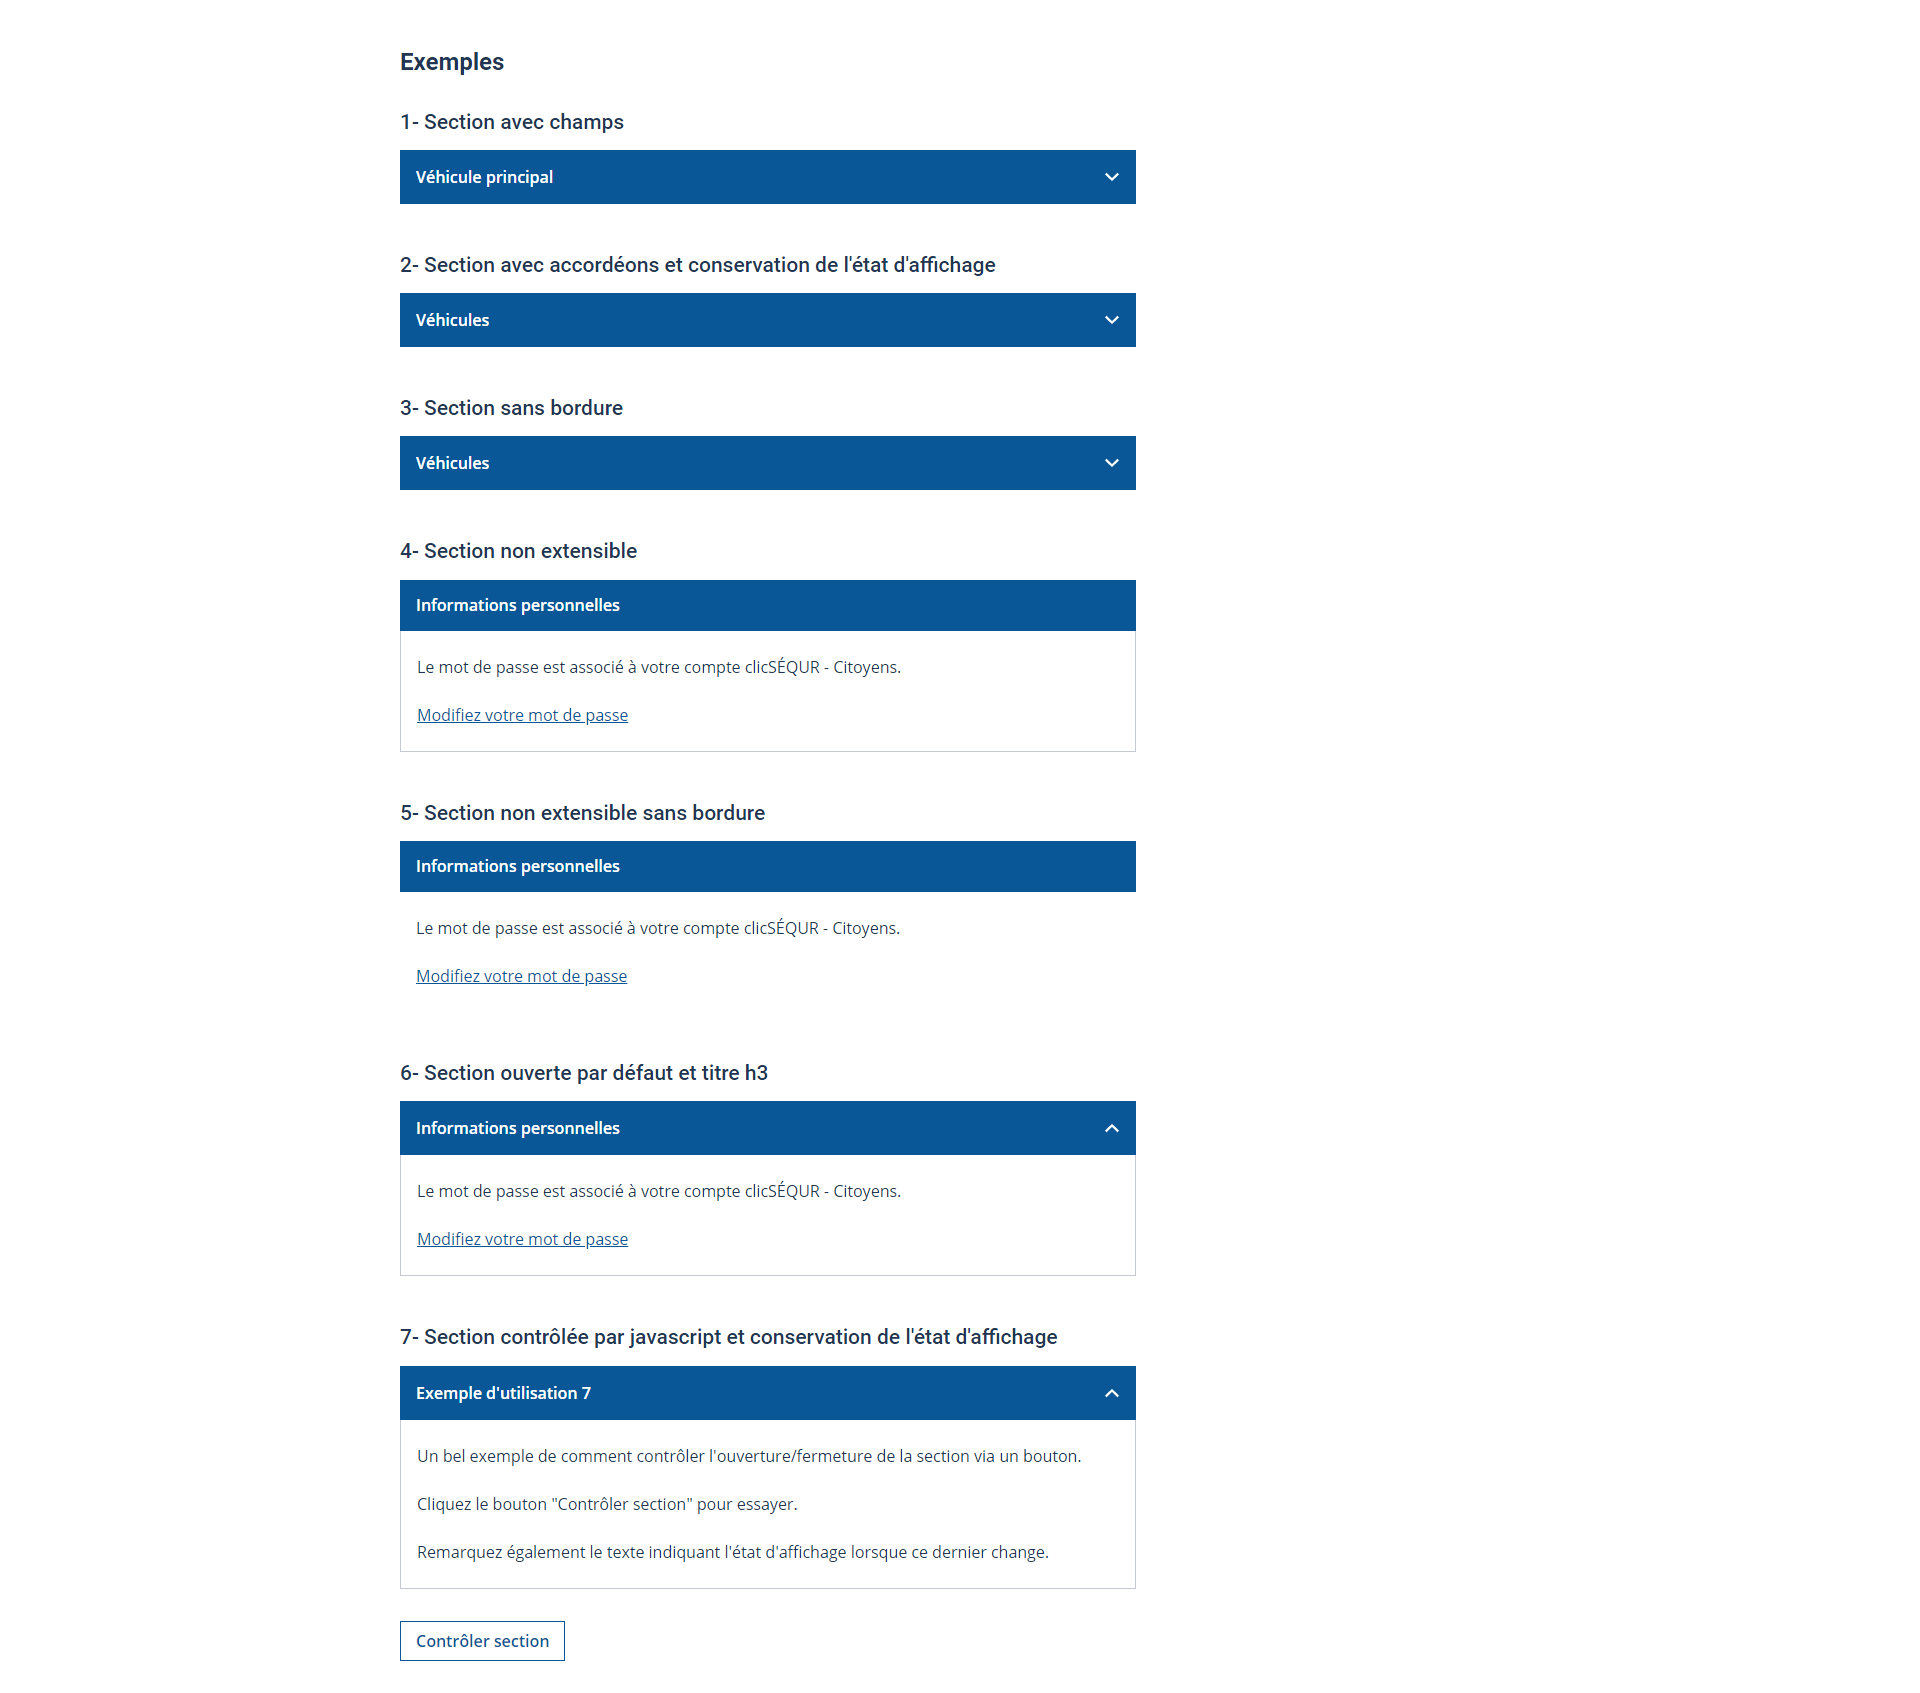 Exemples
1- Section avec champs
Véhicule principal
2- Section avec accordéons et conservation de l'état d'affichage
Véhicules
3- Section sans bordure
Véhicules
4- Section non extensible
Informations personnelles
Le mot de passe est associé à votre compte clicSÉQUR - Citoyens.
Modifiez votre mot de passe
5- Section non extensible sans bordure
Informations personnelles
Le mot de passe est associé à votre compte clicSÉQUR - Citoyens.
Modifiez votre mot de passe
6- Section ouverte par défaut et titre h3
Informations personnelles
Le mot de passe est associé à votre compte clicSÉQUR - Citoyens.
Modifiez votre mot de passe
7- Section contrôlée par javascript et conservation de l'état d'affichage
Exemple d'utilisation 7
Un bel exemple de comment contrôler l'ouverture/fermeture de la section via un bouton.
Cliquez le bouton "Contrôler section" pour essayer.
Remarquez également le texte indiquant l'état d'affichage lorsque ce dernier change.
Contrôler section